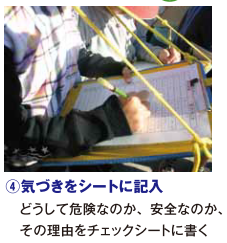 ④気づきをシートに記入
どうして危険なのか、安全なのか、
その理由をチェックシートに書く